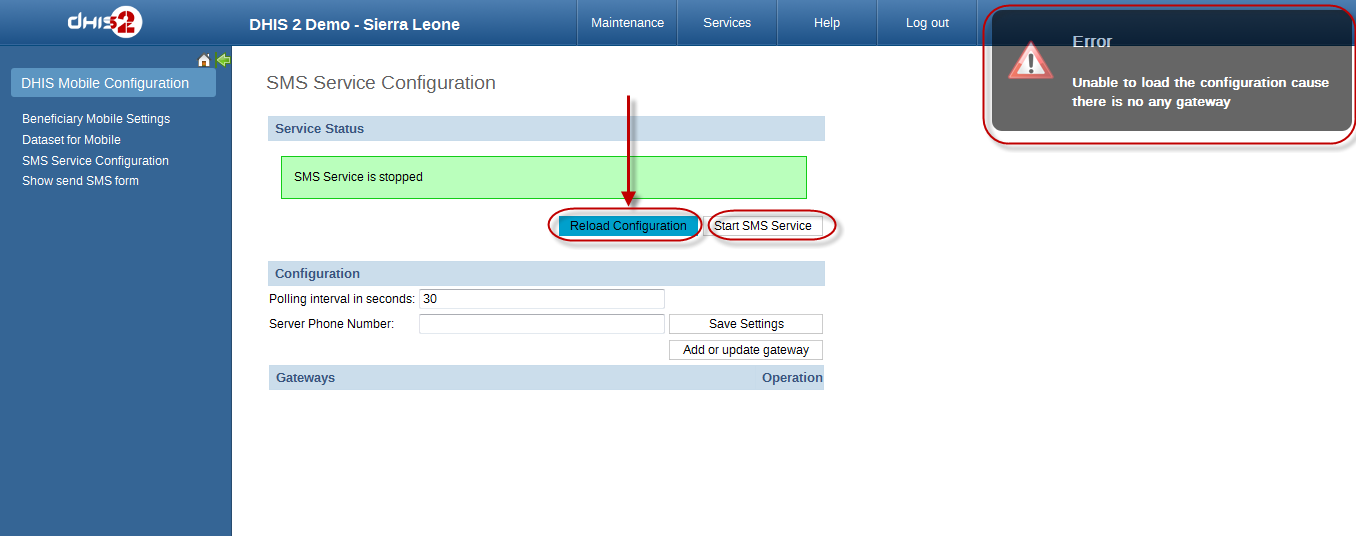 dHIS2
DHIS 2 Demo - Sierra Leone
Maintenance
Services
Help
Log out
Error
Unable to load the configuration cause
there is no any gateway
DHIS Mobile Configuration
Beneficiary Mobile Settings
Dataset for Mobile
SMS Service Configuration
Show send SMS form
SMS Service Configuration
Service Status
SMS Service is stopped
Reload Configuration
Start SMS Service
Configuration
Polling interval in seconds: 30
Server Phone Number:
Save Settings
Add or update gateway
Gateways Operation